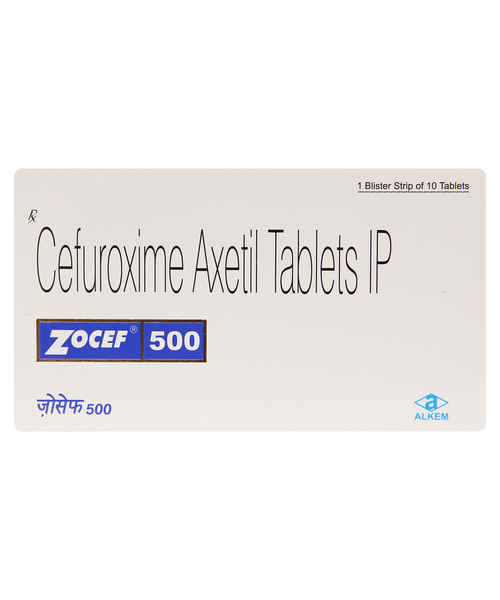 1 Blister Strip of 10 Tablets
℞
Cefuroxime Axetil Tablets IP
ZOCEF® 500
ज़ोसेफ 500
a
ALKEM